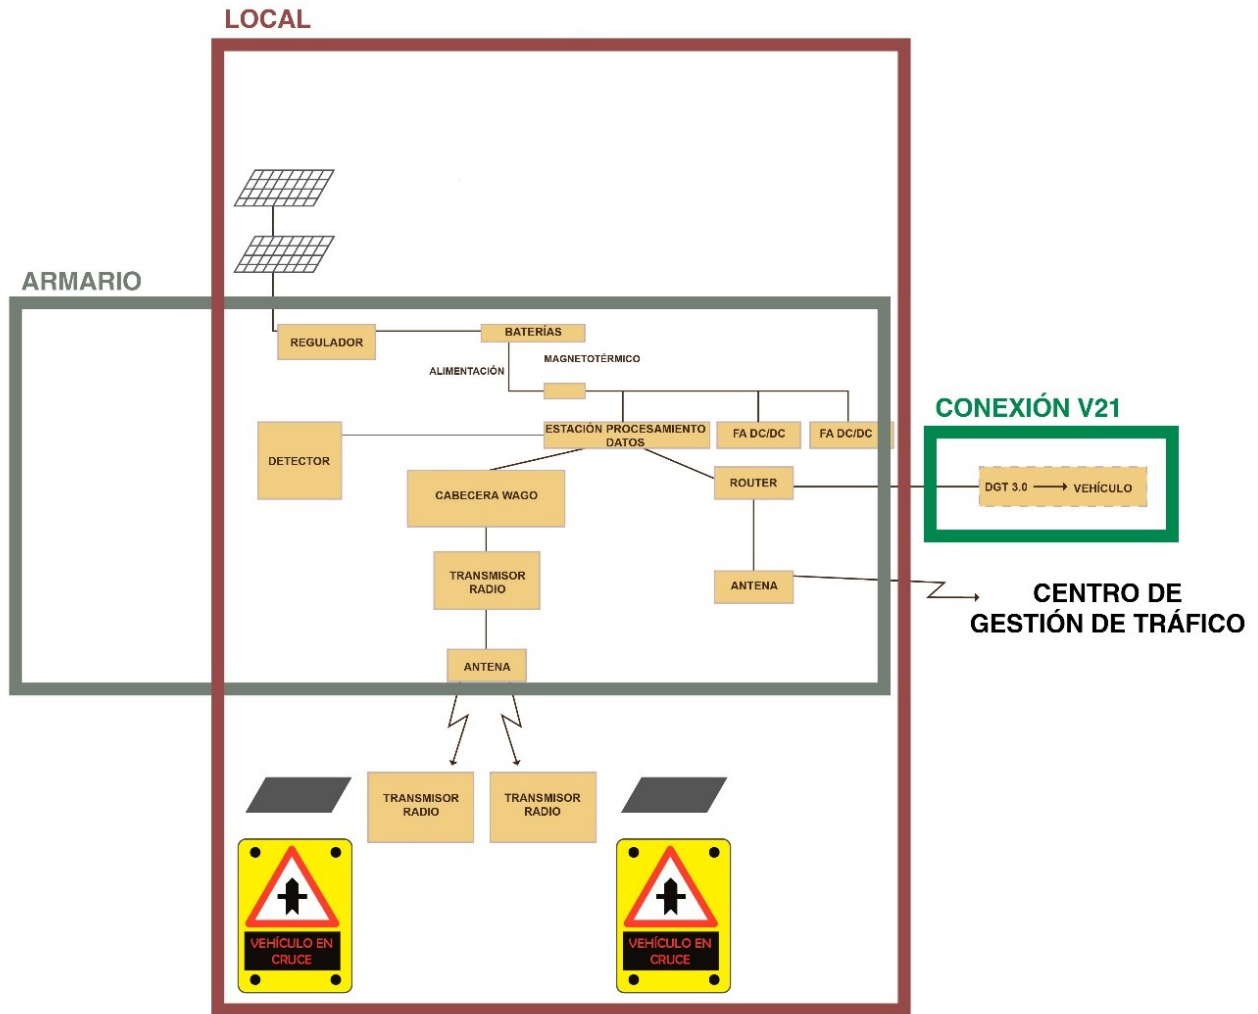 LOCAL
ARMARIO
REGULADOR
BATERÍAS
ALIMENTACIÓN
MAGNETOTÉRMICO
CONEXIÓN V21
DETECTOR
ESTACIÓN PROCESAMIENTO
DATOS
FA DC/DC
FA DC/DC
CABECERA WAGO
ROUTER
DGT 3.0
VEHÍCULO
TRANSMISOR
RADIO
ANTENA
CENTRO DE
GESTIÓN DE TRÁFICO
ANTENA
TRANSMISOR
RADIO
TRANSMISOR
RADIO
VEHÍCULO EN
CRUCE
VEHÍCULO EN
CRUCE